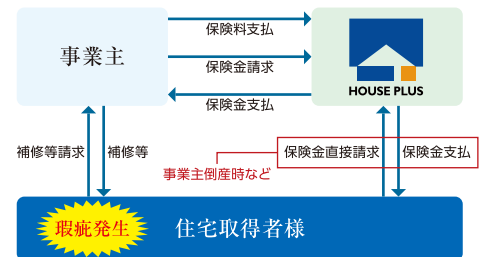 保険料支払
事業主
保険金請求
保険金支払
HOUSE PLUS
補修等請求
補修等
保険金直接請求
保険金支払
事業主倒産時など
瑕疵発生
住宅取得者様